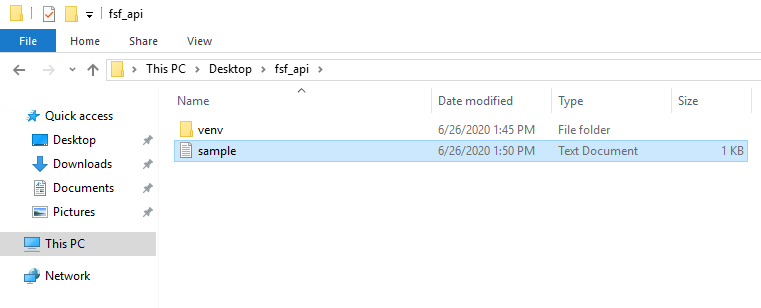 fsf_api
File Home Share View
This PC Desktop fsf_api
Name Date modified Type Size
Quick access
Desktop
Downloads
Documents
Pictures
This PC
Network
venv 6/26/2020 1:45 PM File folder
sample 6/26/2020 1:50 PM Text Document 1 KB